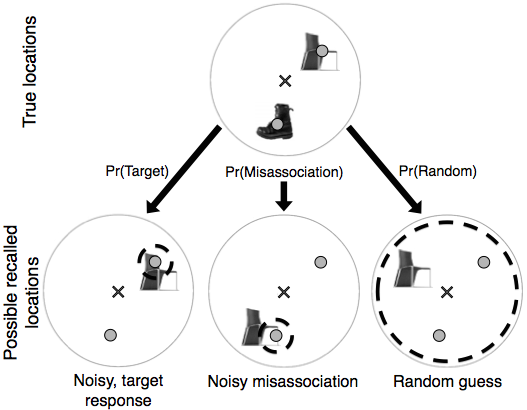 True locations
Pr(Target)
Pr(Misassociation)
Pr(Random)
Possible recalled
locations
Noisy, target
response
Noisy misassociation
Random guess